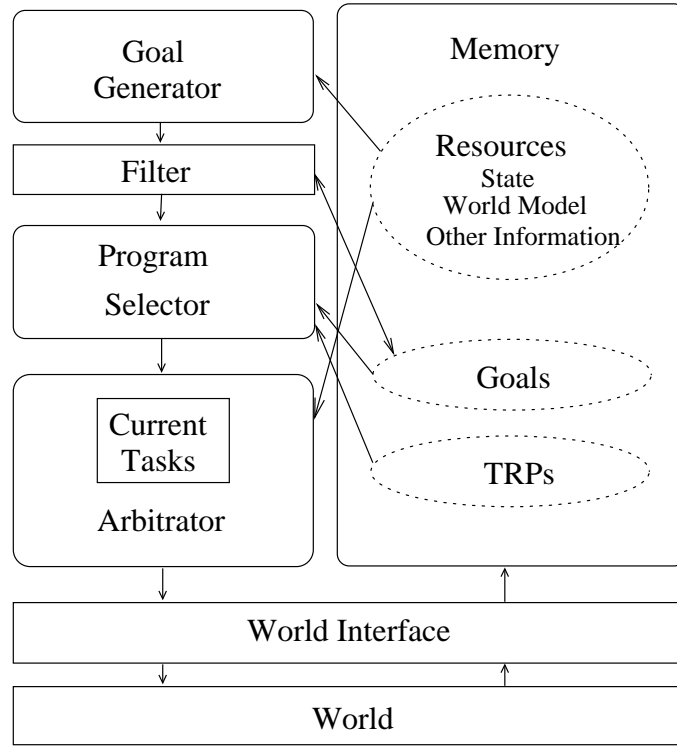 Goal
Generator
Filter
Program
Selector
Current
Tasks
Arbitrator
Memory
Resources
State
World Model
Other Information
Goals
TRPs
World Interface
World